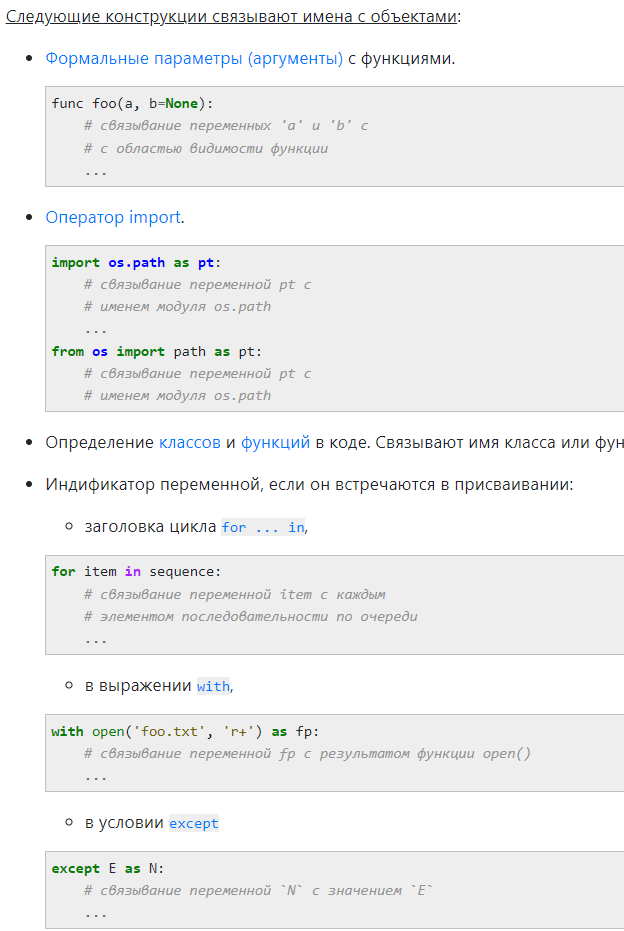 Следующие конструкции связывают имена с объектами:
Формальные параметры (аргументы) с функциями.
func foo(a, b=None):
# связывание переменных 'a' и 'b' с
# с областью видимости функции
...
Оператор import.
import os.path as pt:
# связывание переменной pt с
# именем модуля os.path
...
from os import path as pt:
# связывание переменной pt с
# именем модуля os.path
Определение классов и функций в коде. Связывают имя класса или фун
Индификатор переменной, если он встречаются в присваивании:
заголовка цикла for ... in,
for item in sequence:
# связывание переменной item с каждым
# элементом последовательности по очереди
...
в выражении with,
with open('foo.txt', 'r+') as fp:
# связывание переменной fp с результатом функции open()
...
в условии except
except E as N:
# связывание переменной `N` с значением `E`
...